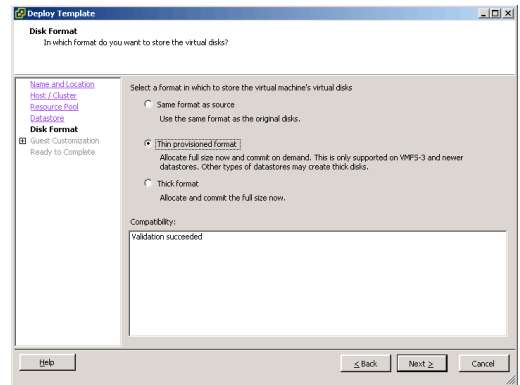 Deploy Template
Disk Format
In which format do you want to store the virtual disks?
Name and Location
Host / Cluster
Resource Pool
Datastore
Disk Format
Guest Customization
Ready to Complete
Select a format in which to store the virtual machine's virtual disks
Same format as source
Use the same format as the original disks.
Thin provisioned format
Allocate full size now and commit on demand. This is only supported on VMFS-3 and newer
datastores. Other types of datastores may create thick disks.
Thick format
Allocate and commit the full size now.
Compatibility:
Validation succeeded
Help
< Back
Next >
Cancel